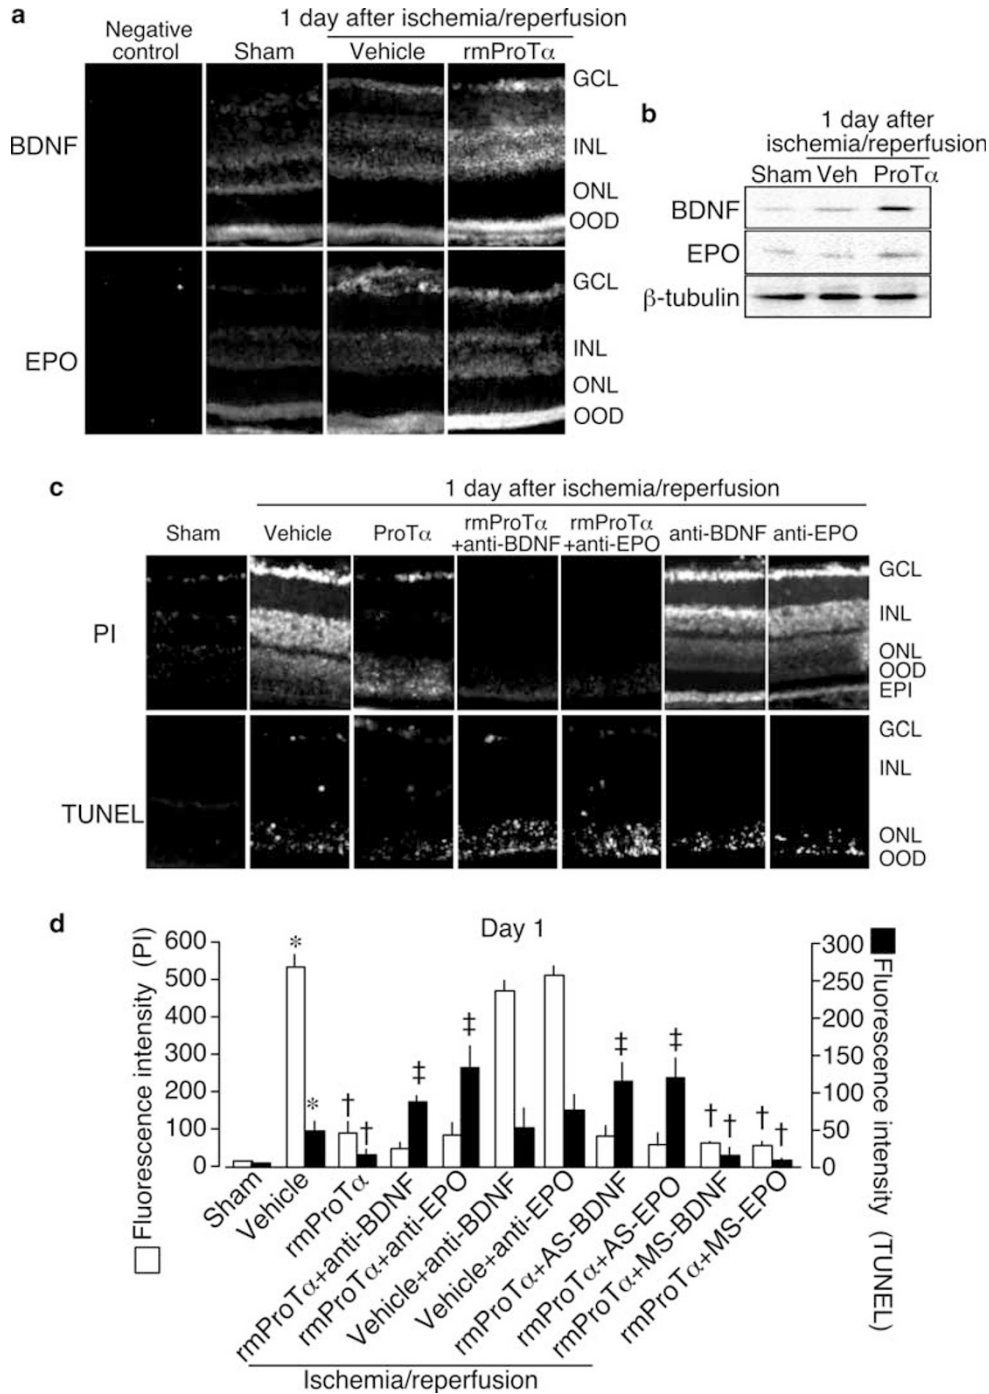 a
Negative
control
Sham
1 day after ischemia/reperfusion
Vehicle
rmProTα
BDNF
GCL
INL
ONL
OOD
EPO
GCL
INL
ONL
OOD
b
1 day after
ischemia/reperfusion
Sham Veh ProTα
BDNF
EPO
β-tubulin
c
1 day after ischemia/reperfusion
Sham
Vehicle
ProTα
rmProTα
+anti-BDNF
rmProTα
+anti-EPO
anti-BDNF
anti-EPO
PI
GCL
INL
ONL
OOD
EPI
TUNEL
GCL
INL
ONL
OOD
d
Day 1
Fluorescence intensity (PI)
600
500
400
300
200
100
0
* * † † ‡ ‡ ‡ ‡ † † † †
300
250
200
150
100
50
0
Fluorescence intensity (TUNEL)
Sham
Vehicle
rmProTα
rmProTα+anti-BDNF
rmProTα+anti-EPO
Vehicle+anti-BDNF
Vehicle+anti-EPO
rmProTα+AS-BDNF
rmProTα+AS-EPO
rmProTα+MS-BDNF
rmProTα+MS-EPO
Ischemia/reperfusion